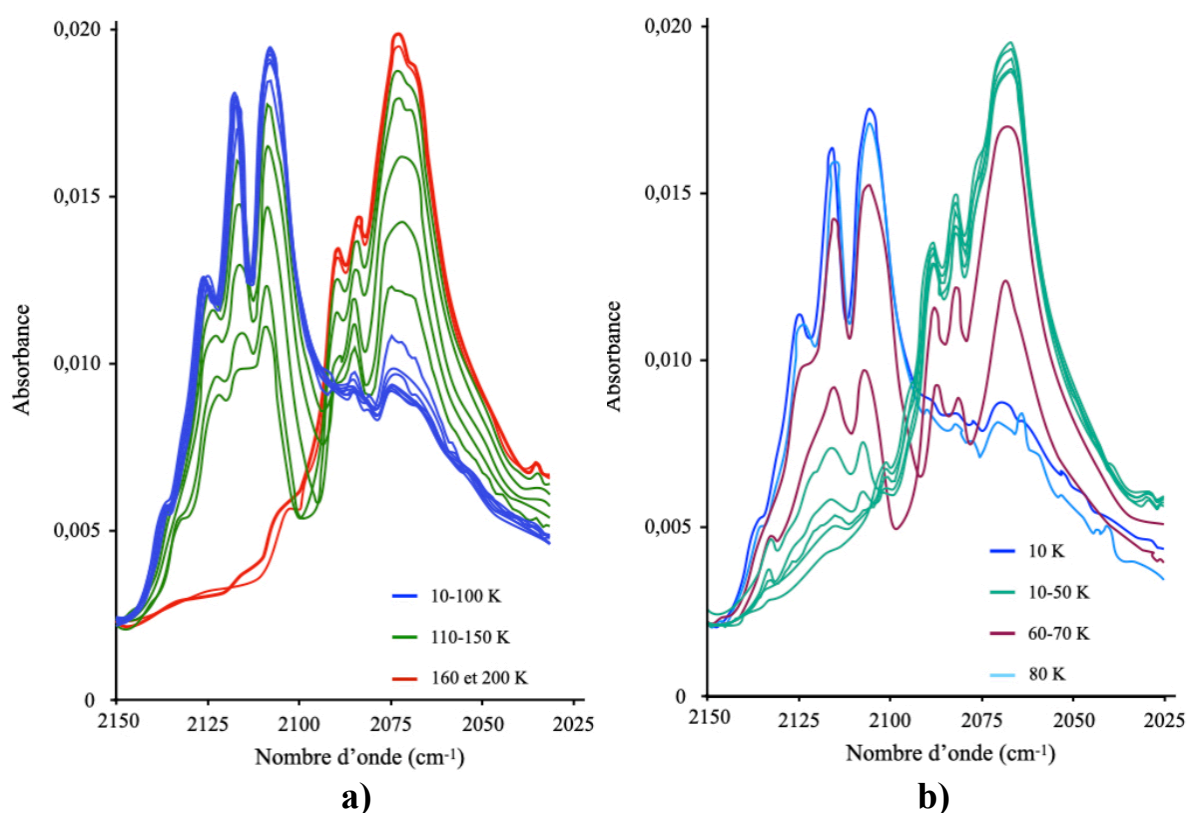 0,020
0,015
0,010
0,005
0
Absorbance
2150 2125 2100 2075 2050 2025
Nombre d'onde (cm-1)
10-100 K
110-150 K
160 et 200 K
a)
0,020
0,015
0,010
0,005
0
Absorbance
2150 2125 2100 2075 2050 2025
Nombre d'onde (cm-1)
10 K
10-50 K
60-70 K
80 K
b)